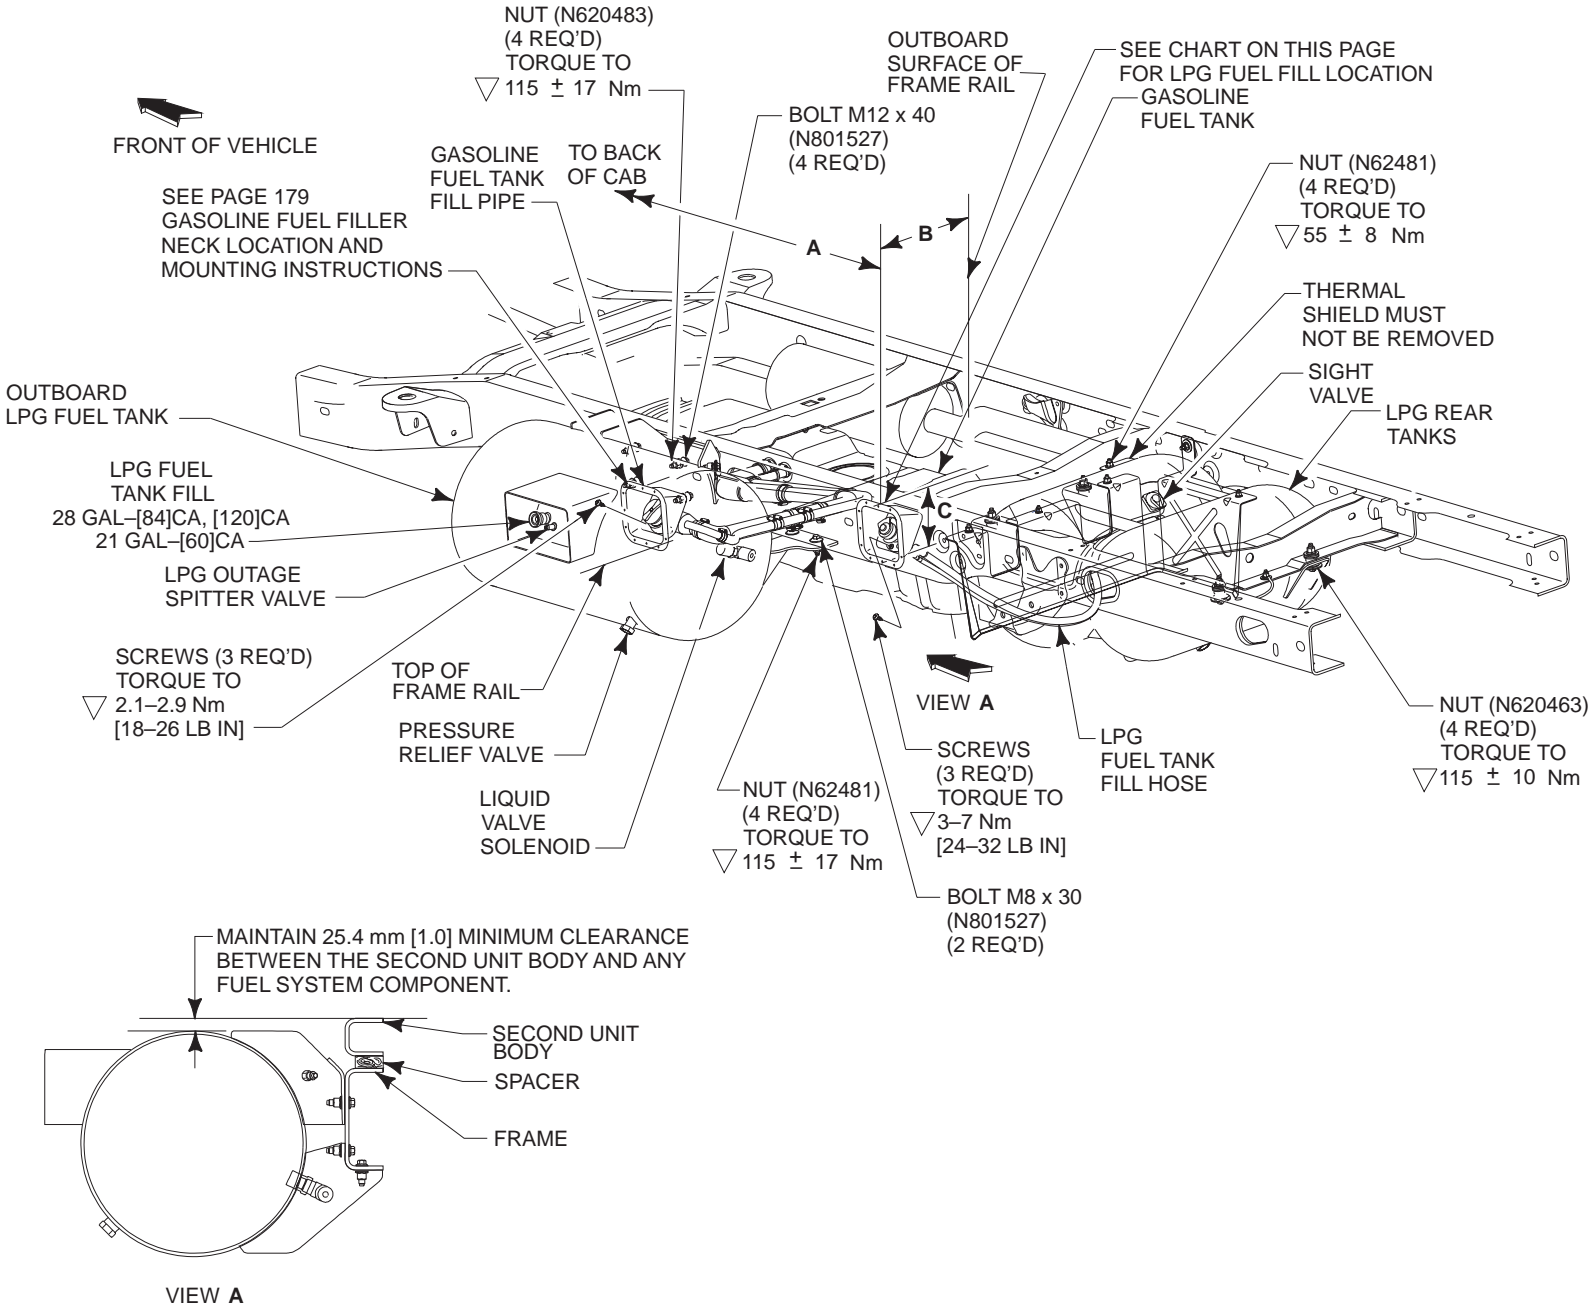 NUT (N620483)
(4 REQ’D)
TORQUE TO
115 ± 17 Nm
OUTBOARD
SURFACE OF
FRAME RAIL
SEE CHART ON THIS PAGE
FOR LPG FUEL FILL LOCATION
GASOLINE
FUEL TANK
FRONT OF VEHICLE
BOLT M12 x 40
(N801527)
(4 REQ’D)
GASOLINE
FUEL TANK
FILL PIPE
TO BACK
OF CAB
NUT (N62481)
(4 REQ’D)
TORQUE TO
55 ± 8 Nm
SEE PAGE 179
GASOLINE FUEL FILLER
NECK LOCATION AND
MOUNTING INSTRUCTIONS
A
B
THERMAL
SHIELD MUST
NOT BE REMOVED
SIGHT
VALVE
LPG REAR
TANKS
OUTBOARD
LPG FUEL TANK
LPG FUEL
TANK FILL
28 GAL–[84]CA, [120]CA
21 GAL–[60]CA
C
LPG OUTAGE
SPITTER VALVE
SCREWS (3 REQ’D)
TORQUE TO
2.1–2.9 Nm
[18–26 LB IN]
TOP OF
FRAME RAIL
PRESSURE
RELIEF VALVE
LIQUID
VALVE
SOLENOID
VIEW A
NUT (N62481)
(4 REQ’D)
TORQUE TO
115 ± 17 Nm
SCREWS
(3 REQ’D)
TORQUE TO
3–7 Nm
[24–32 LB IN]
LPG
FUEL TANK
FILL HOSE
NUT (N620463)
(4 REQ’D)
TORQUE TO
115 ± 10 Nm
BOLT M8 x 30
(N801527)
(2 REQ’D)
MAINTAIN 25.4 mm [1.0] MINIMUM CLEARANCE
BETWEEN THE SECOND UNIT BODY AND ANY
FUEL SYSTEM COMPONENT.
SECOND UNIT
BODY
SPACER
FRAME
VIEW A